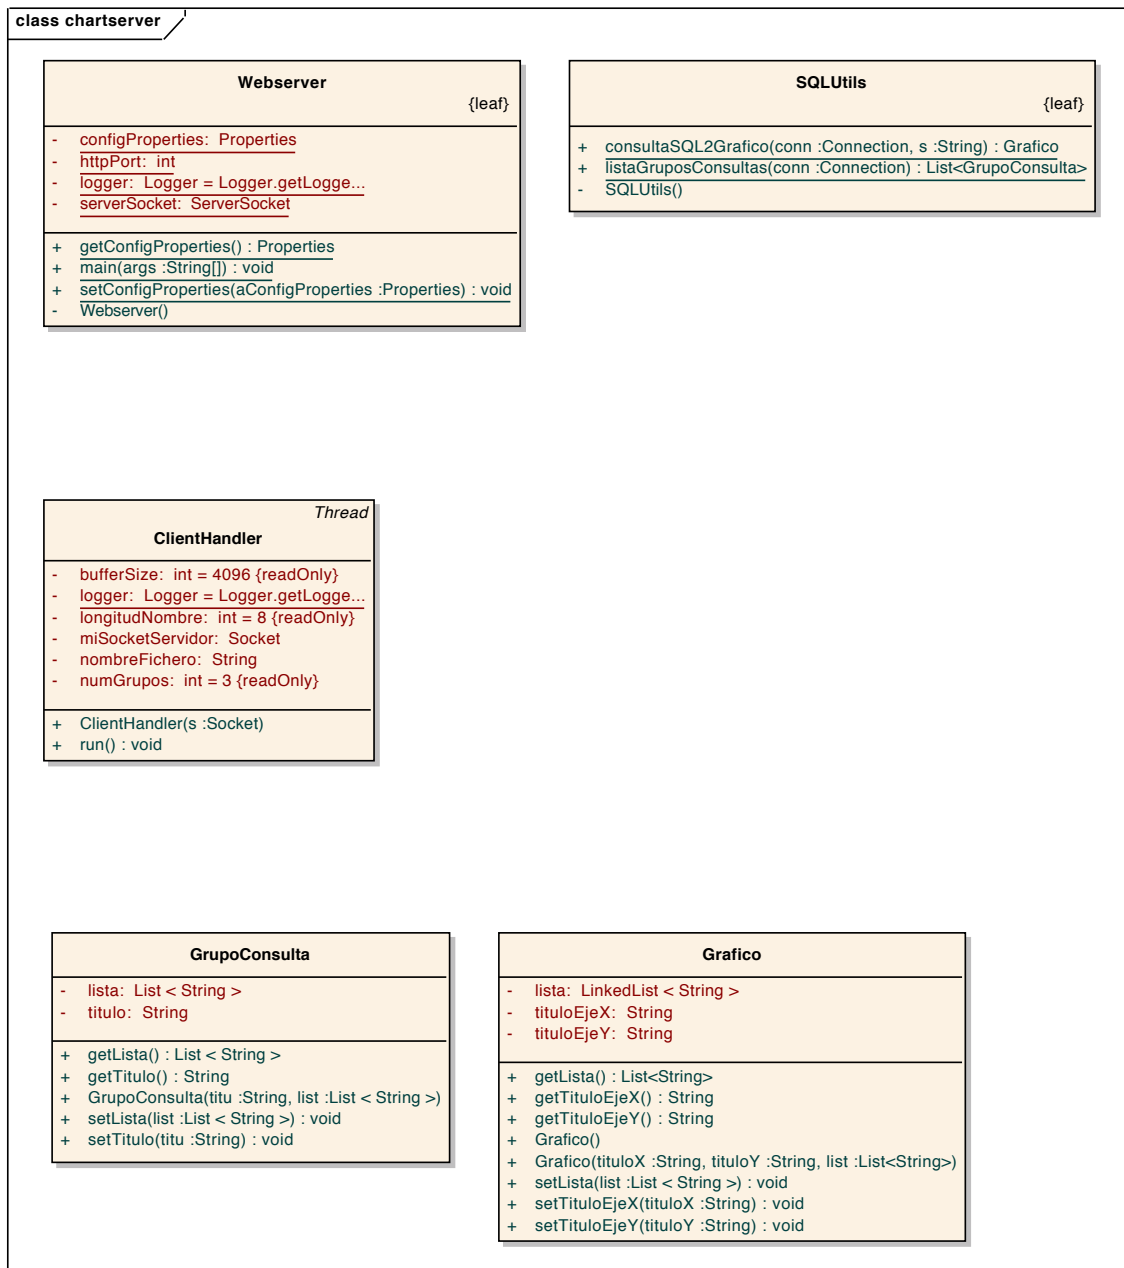 class chartserver
Webserver
{leaf}
- configProperties: Properties
- httpPort: int
- logger: Logger = Logger.getLogge...
- serverSocket: ServerSocket
+ getConfigProperties() : Properties
+ main(args :String[]) : void
+ setConfigProperties(aConfigProperties :Properties) : void
- Webserver()
SQLUtils
{leaf}
+ consultaSQL2Grafico(conn :Connection, s :String) : Grafico
+ listaGruposConsultas(conn :Connection) : List<GrupoConsulta>
- SQLUtils()
Thread
ClientHandler
- bufferSize: int = 4096 {readOnly}
- logger: Logger = Logger.getLogge...
- longitudNombre: int = 8 {readOnly}
- miSocketServidor: Socket
- nombreFichero: String
- numGrupos: int = 3 {readOnly}
+ ClientHandler(s :Socket)
+ run() : void
GrupoConsulta
- lista: List < String >
- titulo: String
+ getLista() : List < String >
+ getTitulo() : String
+ GrupoConsulta(titu :String, list :List < String >)
+ setLista(list :List < String >) : void
+ setTitulo(titu :String) : void
Grafico
- lista: LinkedList < String >
- tituloEjeX: String
- tituloEjeY: String
+ getLista() : List<String>
+ getTituloEjeX() : String
+ getTituloEjeY() : String
+ Grafico()
+ Grafico(tituloX :String, tituloY :String, list :List<String>)
+ setLista(list :List < String >) : void
+ setTituloEjeX(tituloX :String) : void
+ setTituloEjeY(tituloY :String) : void